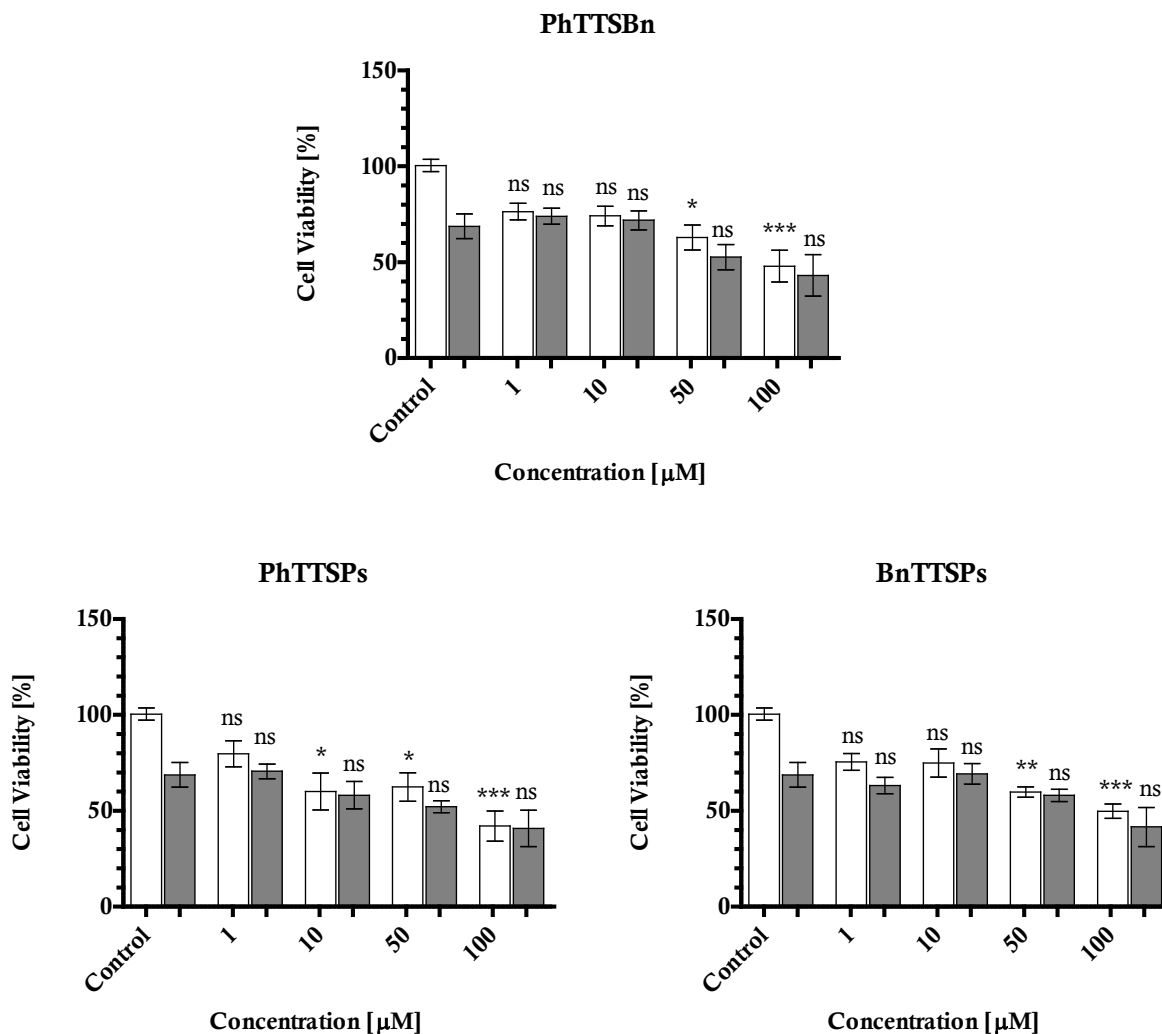 PhTTSBn
150
100
50
0
Cell Viability [%]
ns ns ns ns * ns *** ns
Control 1 10 50 100
Concentration [μM]
PhTTSPs
150
100
50
0
Cell Viability [%]
ns ns * ns * ns *** ns
Control 1 10 50 100
Concentration [μM]
BnTTSPs
150
100
50
0
Cell Viability [%]
ns ns ns ns ** ns *** ns
Control 1 10 50 100
Concentration [μM]